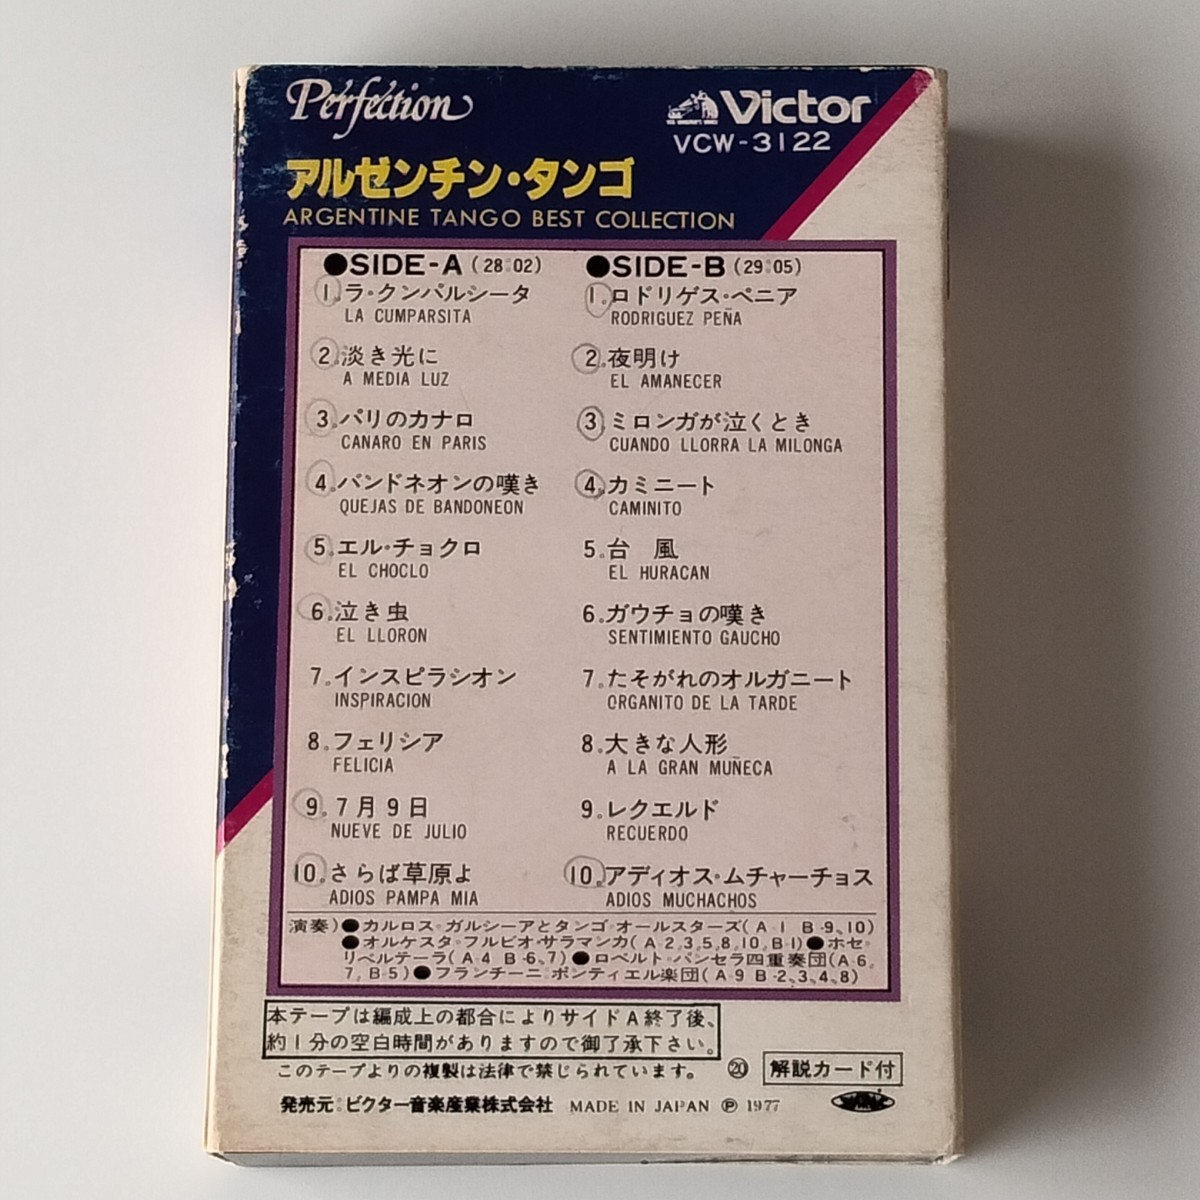 Perfection
Victor
VCW-3122
アルゼンチン・タンゴ
ARGENTINE TANGO BEST COLLECTION
●SIDE-A (28:02)
1.ラ・クンパルシータ
LA CUMPARSITA
2.淡き光に
A MEDIA LUZ
3.パリのカナロ
CANARO EN PARIS
4.バンドネオンの嘆き
QUEJAS DE BANDONEON
5.エル・チョクロ
EL CHOCLO
6.泣き虫
EL LLORON
7.インスピラシオン
INSPIRACION
8.フェリシア
FELICIA
9.7月9日
NUEVE DE JULIO
10.さらば草原よ
ADIOS PAMPA MIA
●SIDE-B (29:05)
1.ロドリゲス・ペニア
RODRIGUEZ PEÑA
2.夜明け
EL AMANECER
3.ミロンガが泣くとき
CUANDO LLORRA LA MILONGA
4.カミニート
CAMINITO
5.台 風
EL HURACAN
6.ガウチョの嘆き
SENTIMIENTO GAUCHO
7.たそがれのオルガニート
ORGANITO DE LA TARDE
8.大きな人形
A LA GRAN MUÑECA
9.レクエルド
RECUERDO
10.アディオス・ムチャーチョス
ADIOS MUCHACHOS
演奏)●カルロス・ガルシーアとタンゴ・オールスターズ(A-1 B-9、10)
●オルケスタ・フルビオ・サラマンカ(A-2,3,5,8,10,B-1)●ホセ・
リベルテーラ(A-4 B-6、7)●ロベルト・パンセラ四重奏団(A-6、
7、B-5)●フランチーニ=ポンティエル楽団(A-9 B-2、3、4、8)
本テープは編成上の都合によりサイドA終了後、
約1分の空白時間がありますので御了承下さい。
このテープよりの複製は法律で禁じられています。
⑳
解説カード付
発売元:ビクター音楽産業株式会社 MADE IN JAPAN ℗ 1977